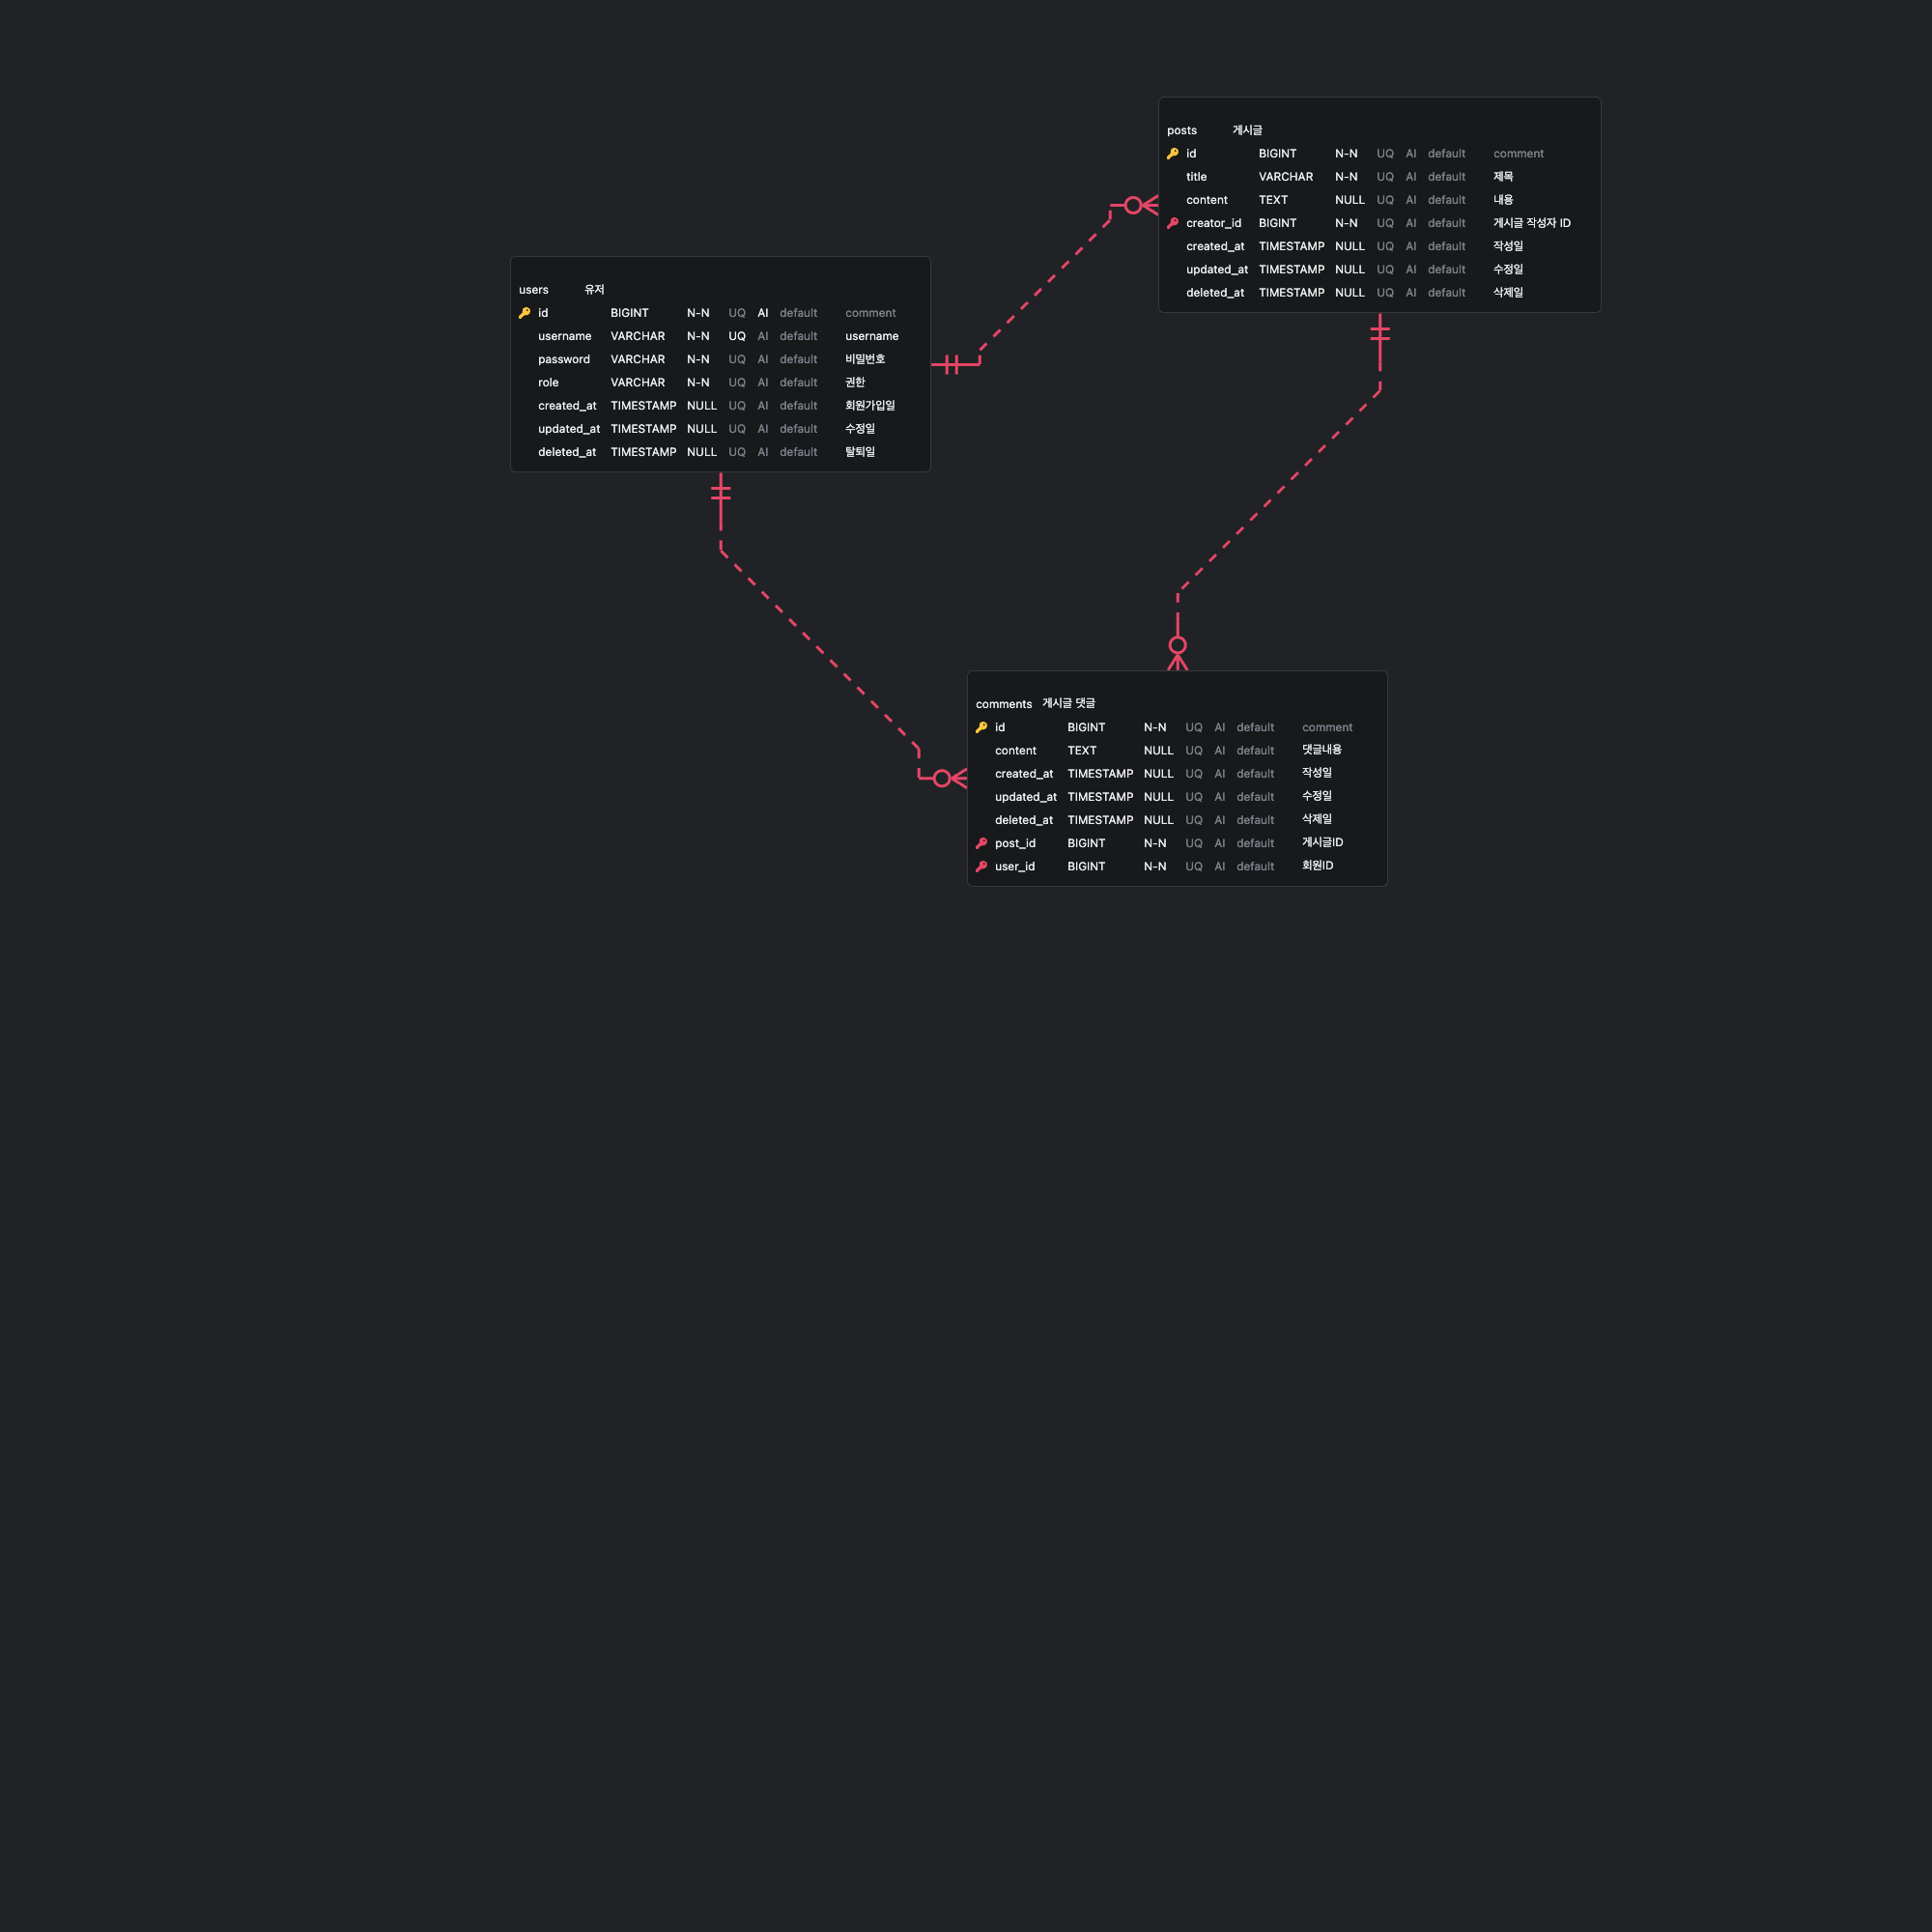 posts 게시글
id BIGINT N-N UQ AI default comment
title VARCHAR N-N UQ AI default 제목
content TEXT NULL UQ AI default 내용
creator_id BIGINT N-N UQ AI default 게시글 작성자 ID
created_at TIMESTAMP NULL UQ AI default 작성일
updated_at TIMESTAMP NULL UQ AI default 수정일
deleted_at TIMESTAMP NULL UQ AI default 삭제일
users 유저
id BIGINT N-N UQ AI default comment
username VARCHAR N-N UQ AI default username
password VARCHAR N-N UQ AI default 비밀번호
role VARCHAR N-N UQ AI default 권한
created_at TIMESTAMP NULL UQ AI default 회원가입일
updated_at TIMESTAMP NULL UQ AI default 수정일
deleted_at TIMESTAMP NULL UQ AI default 탈퇴일
comments 게시글 댓글
id BIGINT N-N UQ AI default comment
content TEXT NULL UQ AI default 댓글내용
created_at TIMESTAMP NULL UQ AI default 작성일
updated_at TIMESTAMP NULL UQ AI default 수정일
deleted_at TIMESTAMP NULL UQ AI default 삭제일
post_id BIGINT N-N UQ AI default 게시글ID
user_id BIGINT N-N UQ AI default 회원ID